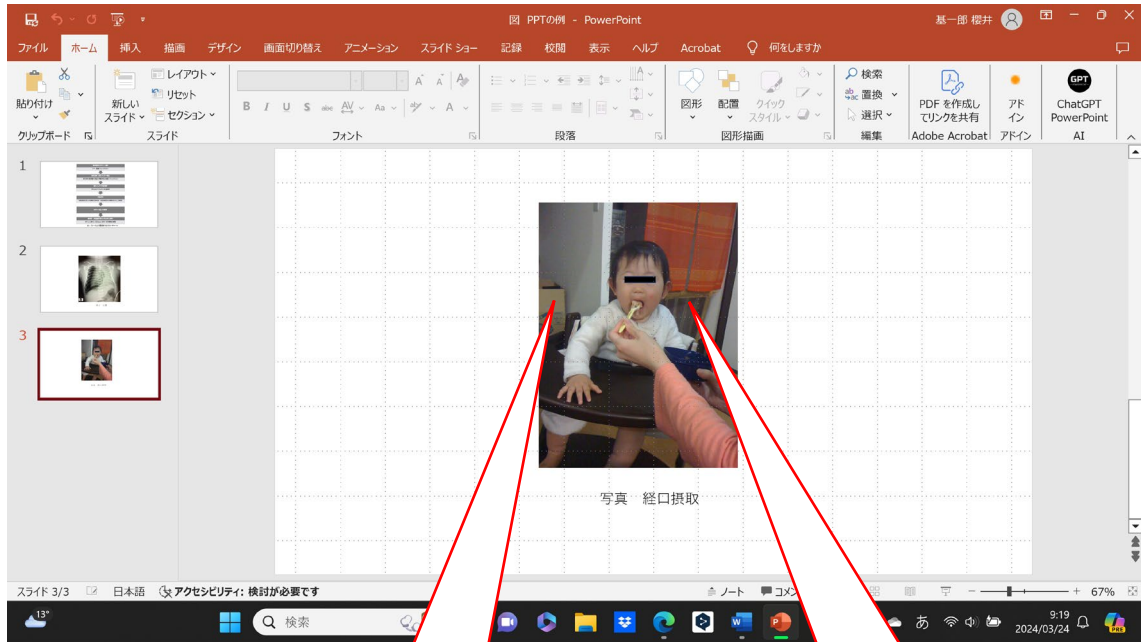 図 PPTの例 - PowerPoint
基一郎 櫻井
ファイル
ホーム
挿入
描画
デザイン
画面切り替え
アニメーション
スライド ショー
記録
校閲
表示
ヘルプ
Acrobat
何をしますか
貼り付け
クリップボード
新しい
スライド
レイアウト
リセット
セクション
スライド
B I U S abc AV Aa A
フォント
段落
図形
配置
クイック
スタイル
図形描画
検索
置換
選択
編集
PDF を作成し
てリンクを共有
Adobe Acrobat
アド
イン
アドイン
GPT
ChatGPT
PowerPoint
AI
1
2
3
写真 経口摂取
スライド 3/3
日本語
アクセシビリティ: 検討が必要です
ノート
67%
13°
検索
あ
9:19
2024/03/24
PRE